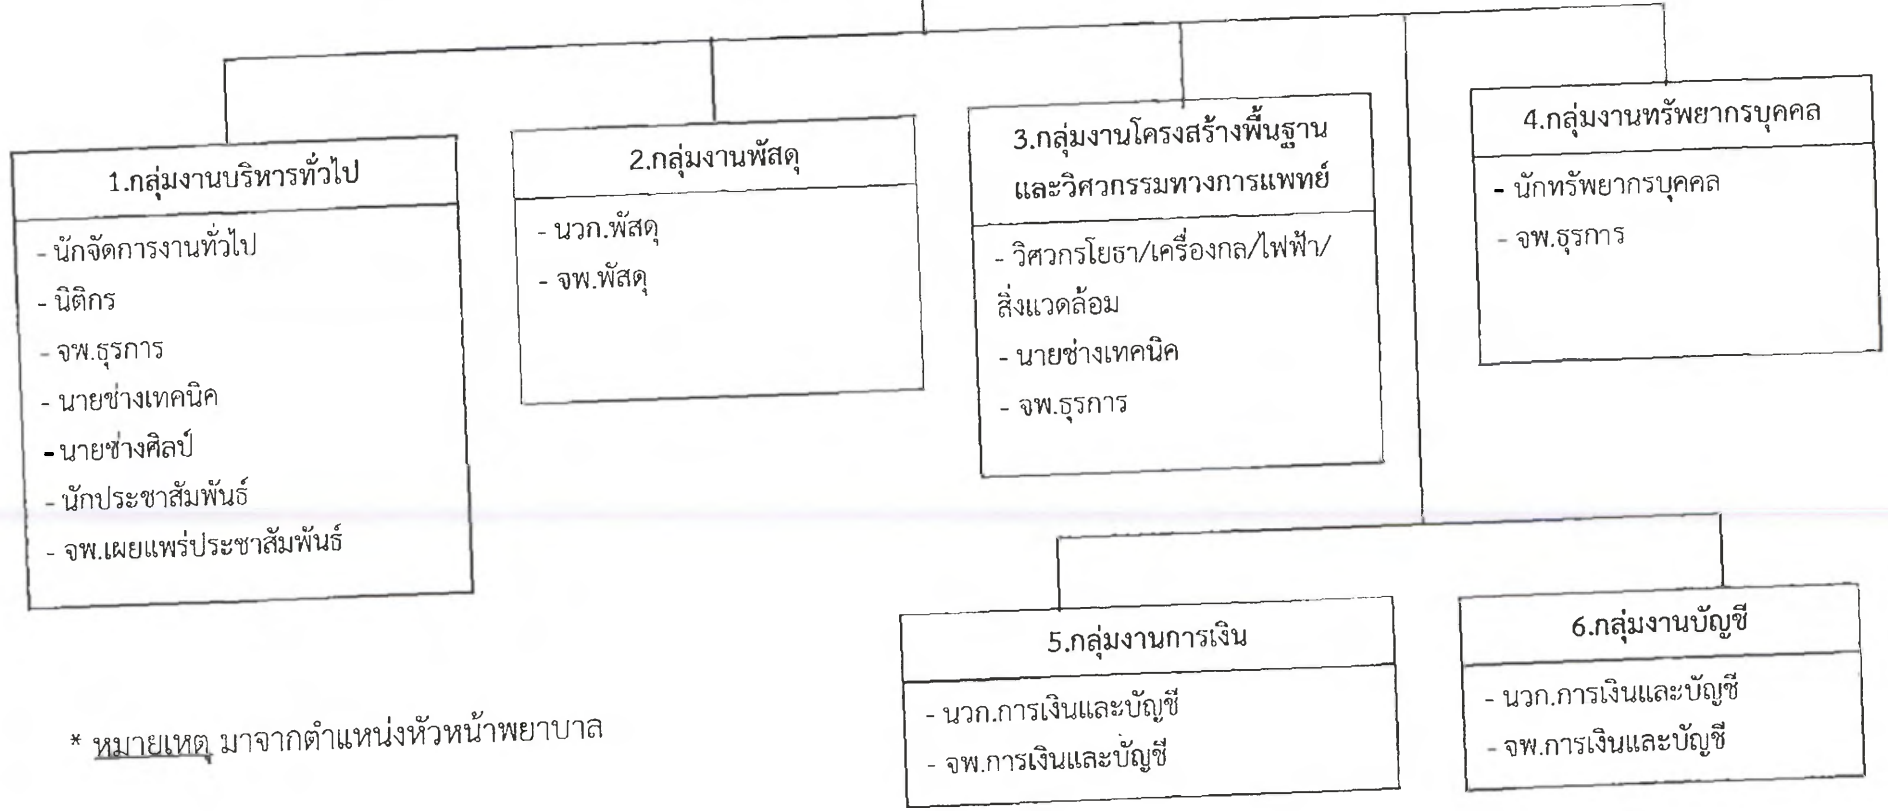 1.กลุ่มงานบริหารทั่วไป
- นักจัดการงานทั่วไป
- นิติกร
- จพ.ธุรการ
- นายช่างเทคนิค
- นายช่างศิลป์
- นักประชาสัมพันธ์
- จพ.เผยแพร่ประชาสัมพันธ์
2.กลุ่มงานพัสดุ
- นวก.พัสดุ
- จพ.พัสดุ
3.กลุ่มงานโครงสร้างพื้นฐาน
และวิศวกรรมทางการแพทย์
- วิศวกรโยธา/เครื่องกล/ไฟฟ้า/
สิ่งแวดล้อม
- นายช่างเทคนิค
- จพ.ธุรการ
4.กลุ่มงานทรัพยากรบุคคล
- นักทรัพยากรบุคคล
- จพ.ธุรการ
5.กลุ่มงานการเงิน
- นวก.การเงินและบัญชี
- จพ.การเงินและบัญชี
6.กลุ่มงานบัญชี
- นวก.การเงินและบัญชี
- จพ.การเงินและบัญชี
* หมายเหตุ มาจากตำแหน่งหัวหน้าพยาบาล